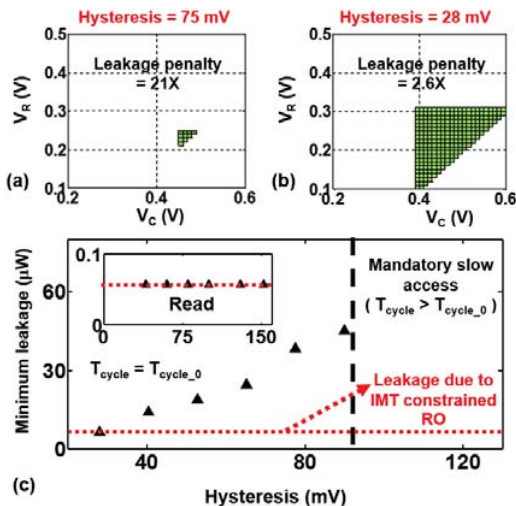 Hysteresis = 75 mV
0.5
0.4
0.3
0.2
0.1
V_R (V)
Leakage penalty
= 21X
0.2
0.4
0.6
V_C (V)
(a)
Hysteresis = 28 mV
0.5
0.4
0.3
0.2
0.1
V_R (V)
Leakage penalty
= 2.6X
0.2
0.4
0.6
V_C (V)
(b)
Minimum leakage (μW)
60
30
0
0.1
0
Read
0
75
150
T_cycle = T_cycle_0
Mandatory slow
access
( T_cycle > T_cycle_0 )
Leakage due to
IMT constrained
RO
40
80
120
(c)
Hysteresis (mV)